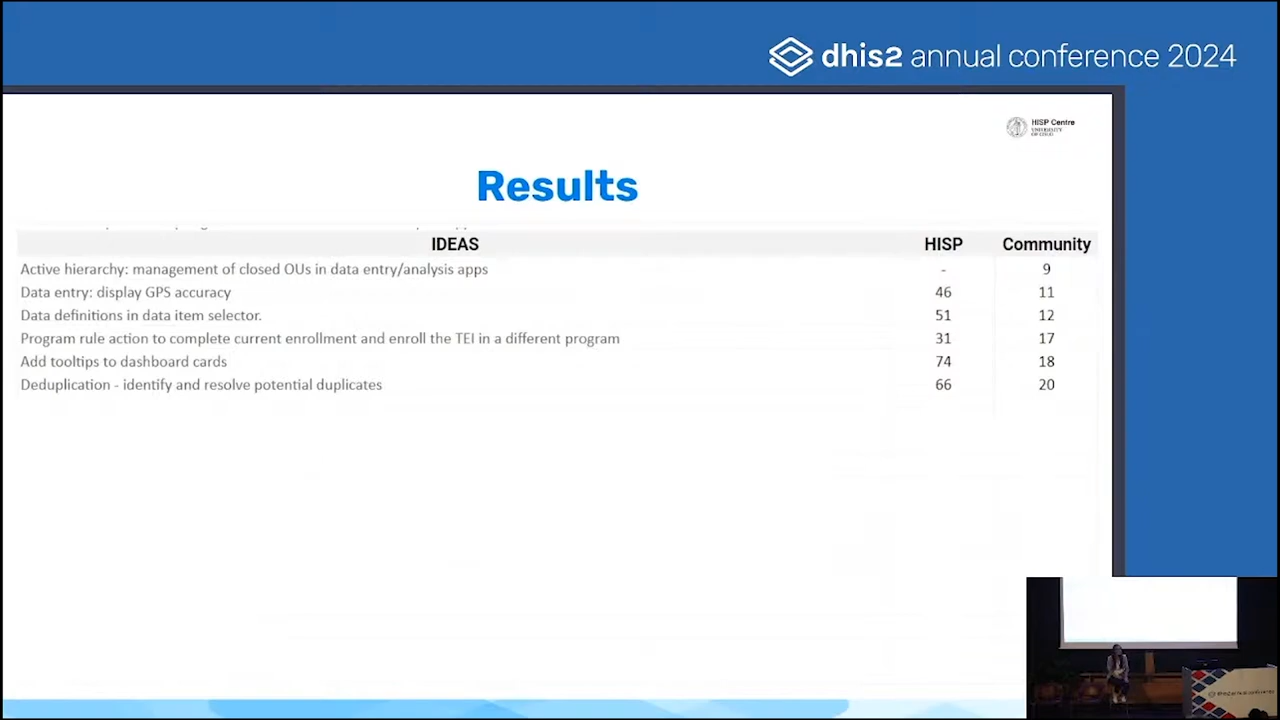 dhis2 annual conference 2024
HISP Centre
UNIVERSITY
OF OSLO
Results
IDEAS HISP Community
Active hierarchy: management of closed OUs in data entry/analysis apps - 9
Data entry: display GPS accuracy 46 11
Data definitions in data item selector. 51 12
Program rule action to complete current enrollment and enroll the TEI in a different program 31 17
Add tooltips to dashboard cards 74 18
Deduplication - identify and resolve potential duplicates 66 20